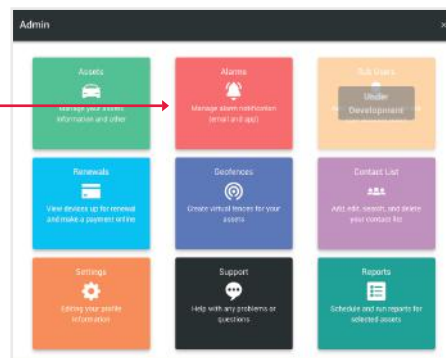 Admin
×
Assets
Manage your assets
information and other
Alarms
Manage alarm notification
(email and app)
Sub Users
Under
Development
Renewals
View devices up for renewal
and make a payment online
Geofences
Create virtual fences for your
assets
Contact List
Add, edit, search, and delete
your contact list
Settings
Editing your profile
information
Support
Help with any problems or
questions
Reports
Schedule and run reports for
selected assets